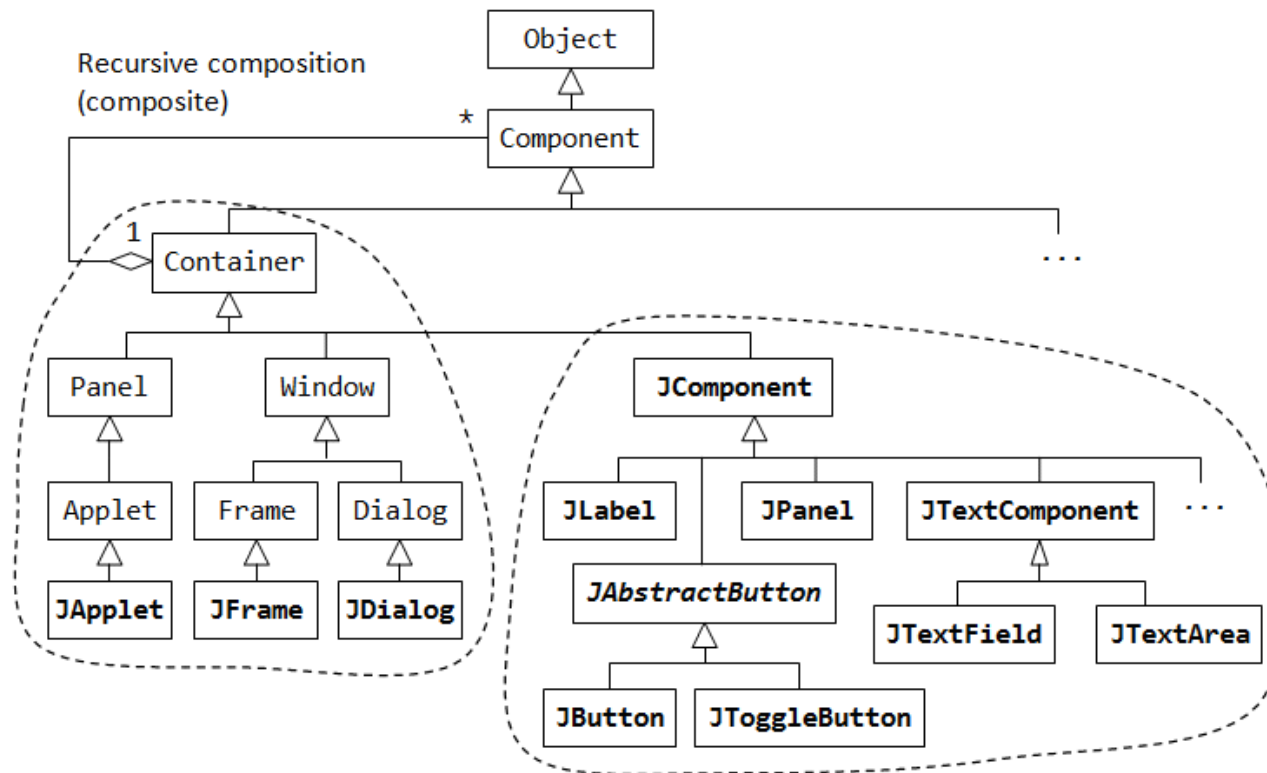 Object
Recursive composition
(composite)
*
Component
1
Container
...
Panel
Window
JComponent
Applet
Frame
Dialog
JLabel
JPanel
JTextComponent
...
JApplet
JFrame
JDialog
JAbstractButton
JTextField
JTextArea
JButton
JToggleButton